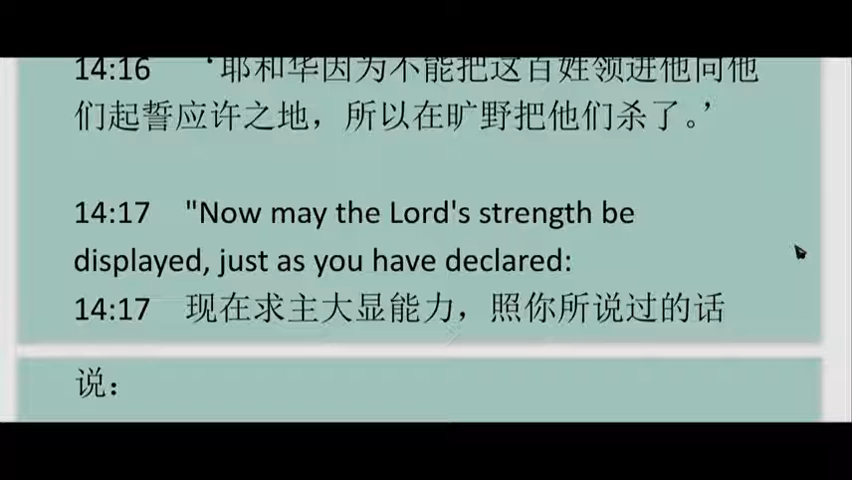 14:16 ‘耶和华因为不能把这百姓领进他向他
们起誓应许之地，所以在旷野把他们杀了。’
14:17 "Now may the Lord's strength be
displayed, just as you have declared:
14:17 现在求主大显能力，照你所说过的话
说：